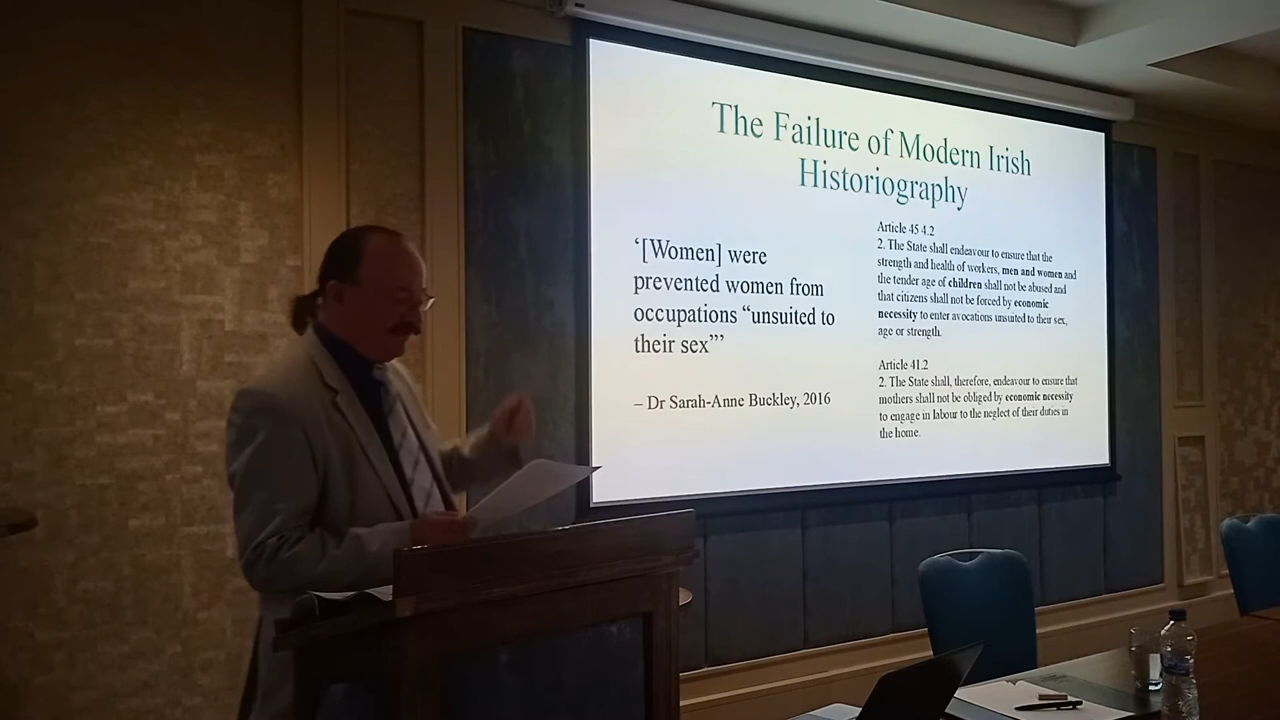 The Failure of Modern Irish
Historiography
‘[Women] were
prevented women from
occupations “unsuited to
their sex”’
– Dr Sarah-Anne Buckley, 2016
Article 45 4.2
2. The State shall endeavour to ensure that the
strength and health of workers, men and women and
the tender age of children shall not be abused and
that citizens shall not be forced by economic
necessity to enter avocations unsuited to their sex,
age or strength.
Article 41.2
2. The State shall, therefore, endeavour to ensure that
mothers shall not be obliged by economic necessity
to engage in labour to the neglect of their duties in
the home.